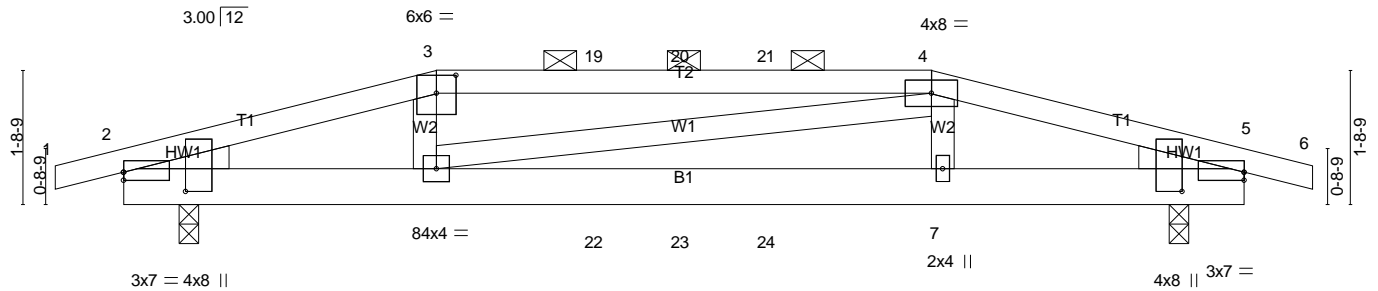 3.00 12
6x6 =
4x8 =
3
19
20
21
4
T2
1-8-9
1-8-9
T1
W2
W1
W2
T1
2
5
1
HW1
HW1
6
0-8-9
0-8-9
B1
84x4 =
22
23
24
7
2x4 ||
3x7 = 4x8 ||
4x8 || 3x7 =